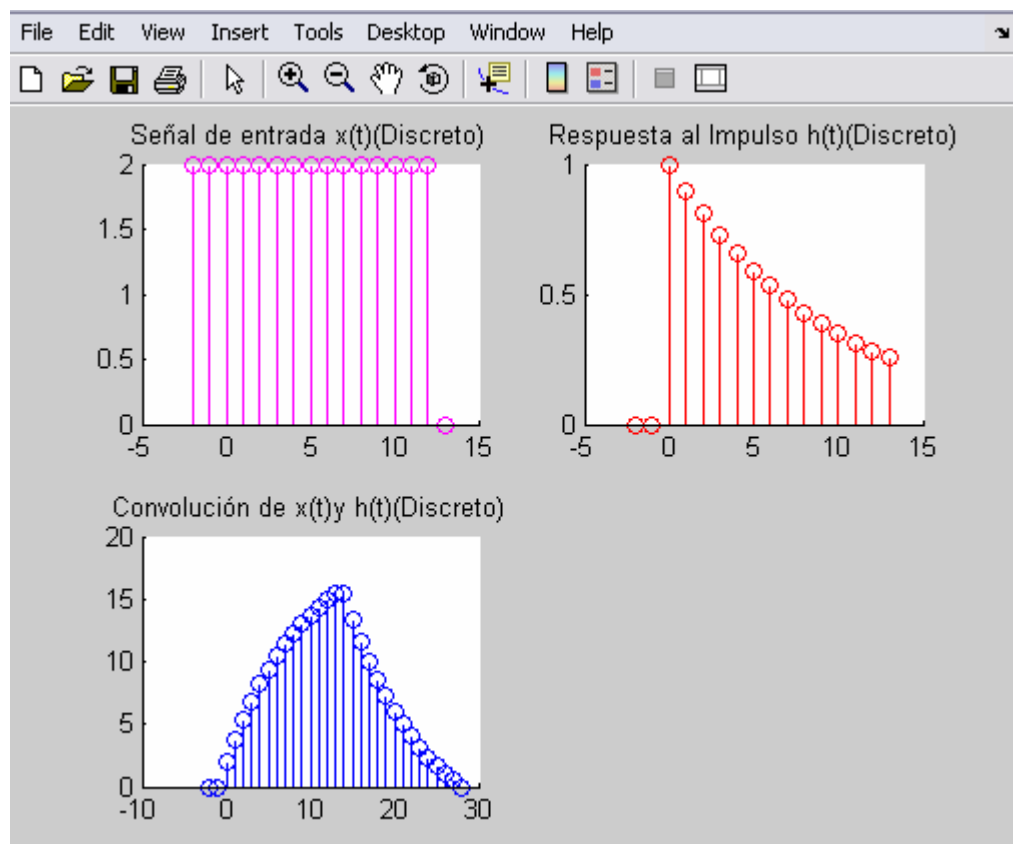 File Edit View Insert Tools Desktop Window Help
Señal de entrada x(t)(Discreto)
2
1.5
1
0.5
0
-5 0 5 10 15
Respuesta al Impulso h(t)(Discreto)
1
0.5
0
-5 0 5 10 15
Convolución de x(t)y h(t)(Discreto)
20
15
10
5
0
-10 0 10 20 30